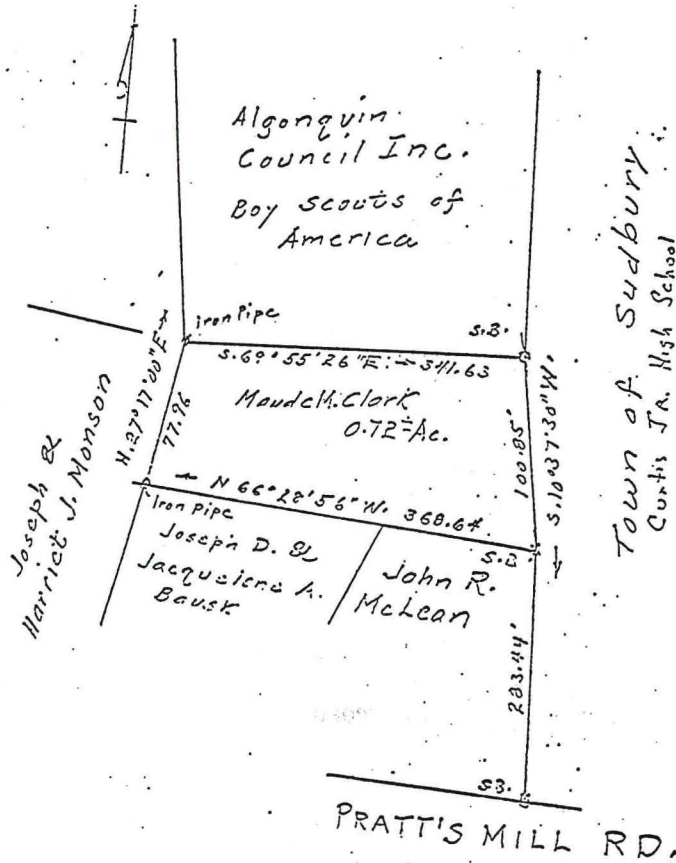 Algonquin
Council Inc.
Boy Scouts of
America
Town of Sudbury
Curtis JR. High School
Iron Pipe
S.B.
S. 69° 55' 26" E. → 341.63
N. 27° 17' 00" E →
77.96
Maude H. Clark
0.72± Ac.
100.85'
← S. 10° 37' 30" W.
Joseph &
Harriet J. Monson
← N 66° 28' 56" W. 368.64
Iron Pipe
S.B.
Joseph D. &
Jacqueline A.
John R.
McLean
283.44'
S.B.
PRATT'S MILL RD.